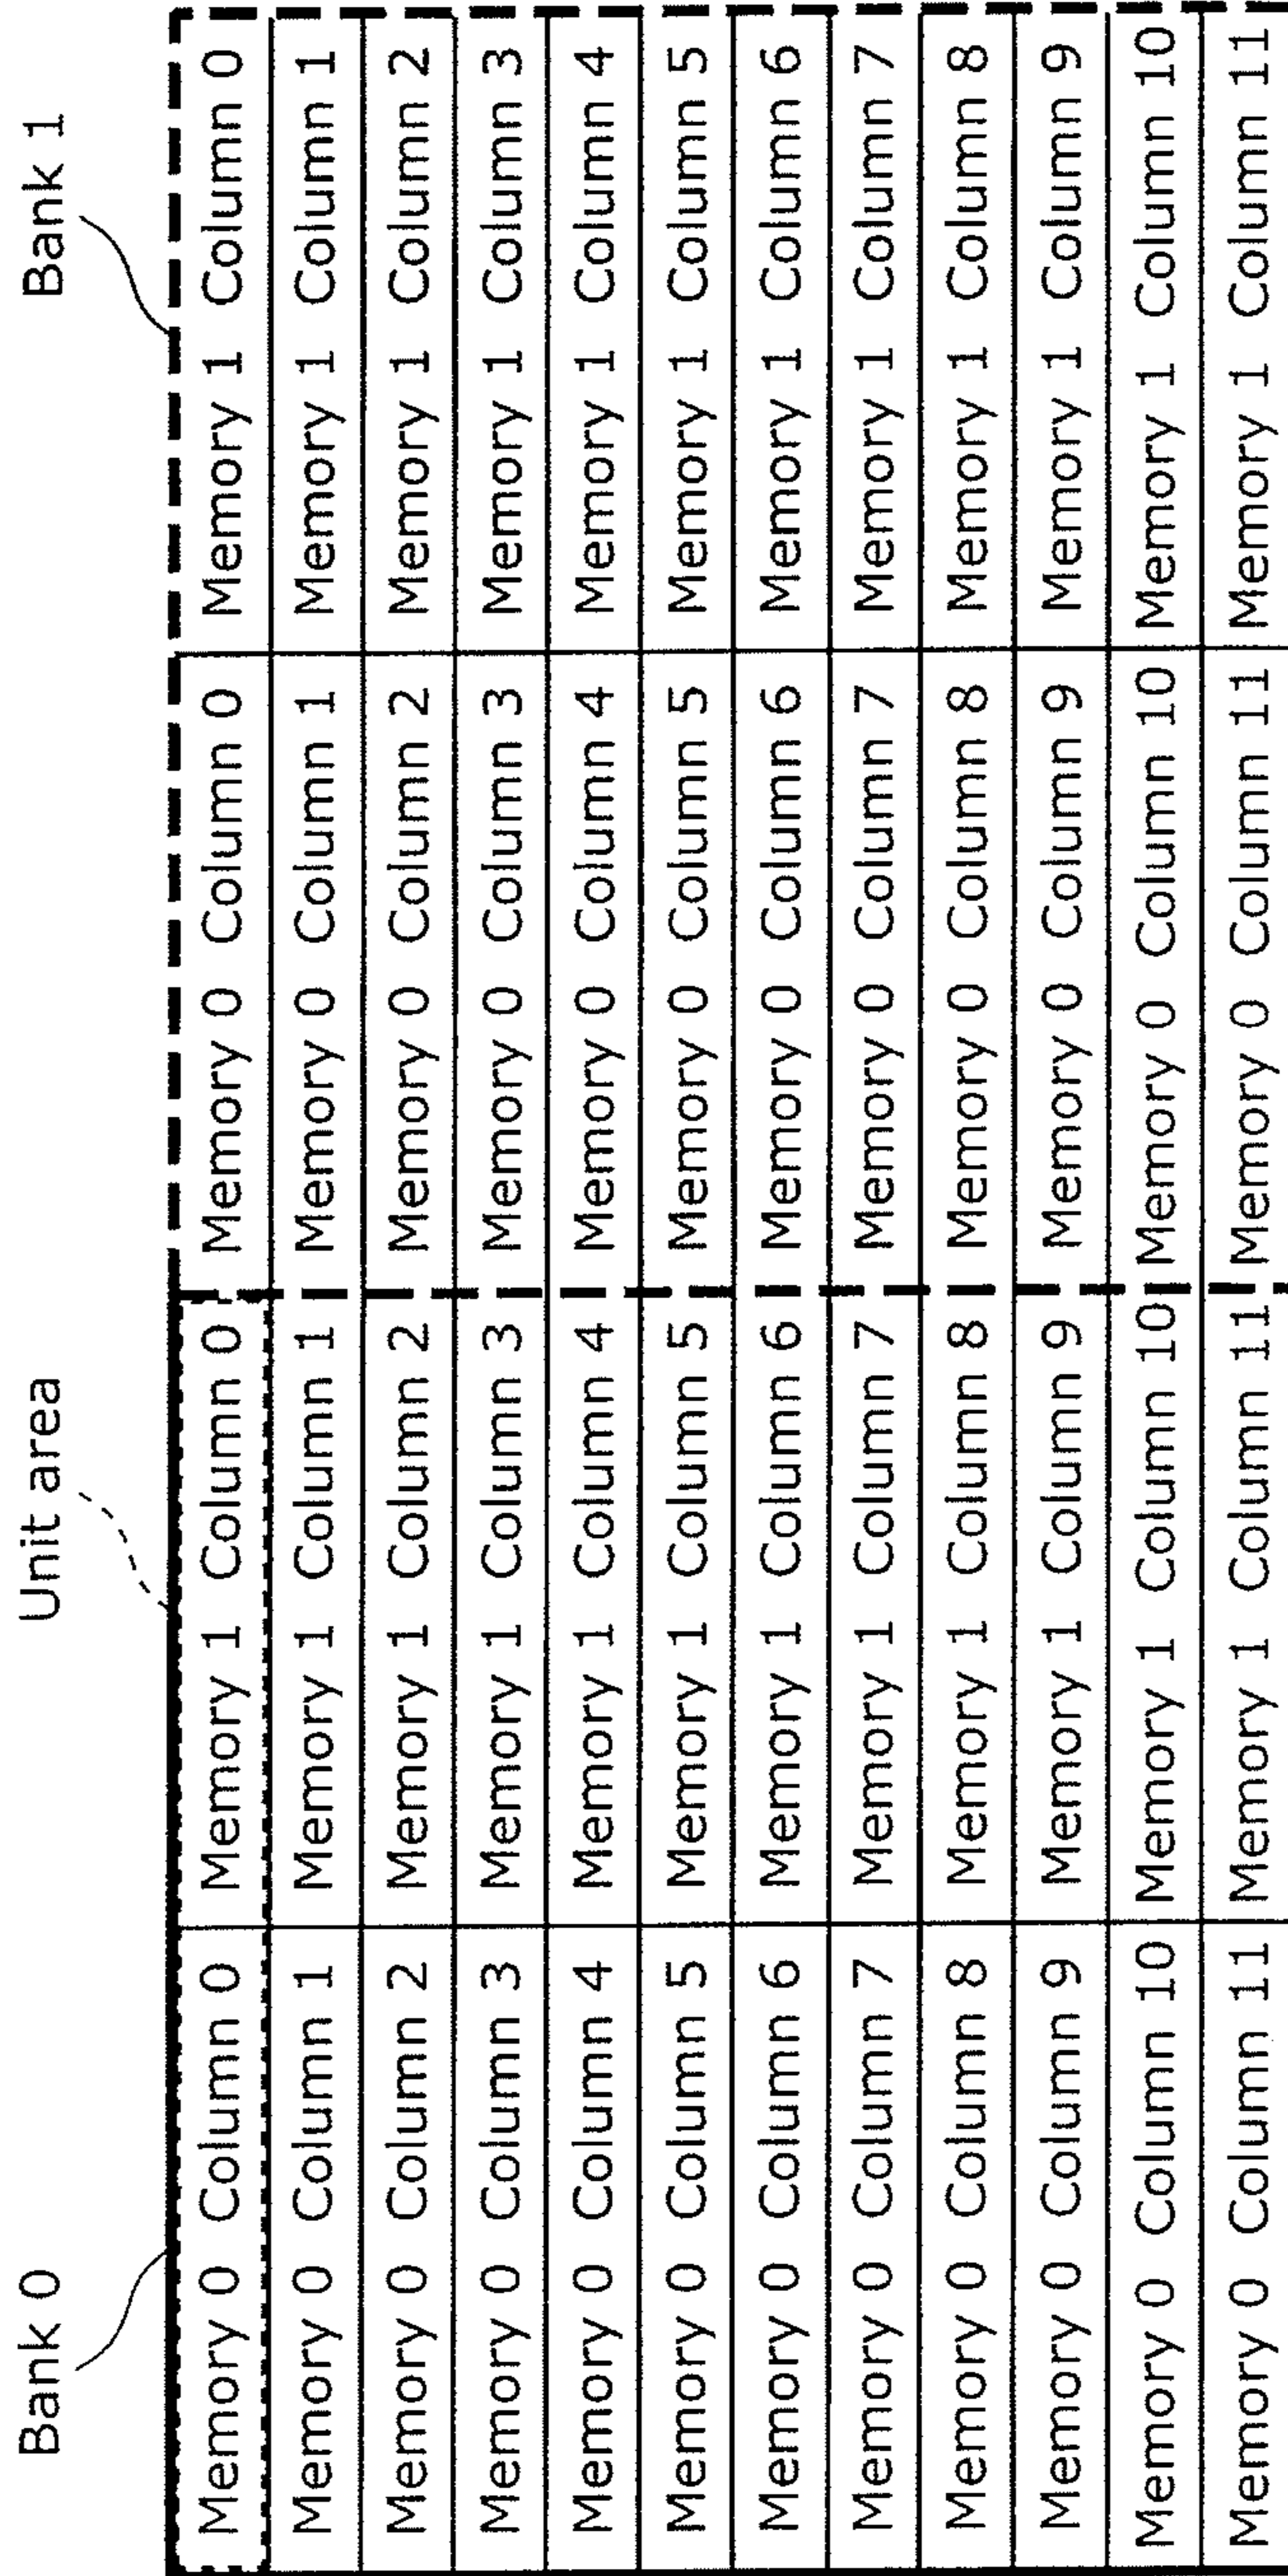 Bank 0 Unit area Bank 1
Memory 0 Column 0 Memory 1 Column 0 Memory 0 Column 0 Memory 1 Column 0
Memory 0 Column 1 Memory 1 Column 1 Memory 0 Column 1 Memory 1 Column 1
Memory 0 Column 2 Memory 1 Column 2 Memory 0 Column 2 Memory 1 Column 2
Memory 0 Column 3 Memory 1 Column 3 Memory 0 Column 3 Memory 1 Column 3
Memory 0 Column 4 Memory 1 Column 4 Memory 0 Column 4 Memory 1 Column 4
Memory 0 Column 5 Memory 1 Column 5 Memory 0 Column 5 Memory 1 Column 5
Memory 0 Column 6 Memory 1 Column 6 Memory 0 Column 6 Memory 1 Column 6
Memory 0 Column 7 Memory 1 Column 7 Memory 0 Column 7 Memory 1 Column 7
Memory 0 Column 8 Memory 1 Column 8 Memory 0 Column 8 Memory 1 Column 8
Memory 0 Column 9 Memory 1 Column 9 Memory 0 Column 9 Memory 1 Column 9
Memory 0 Column 10 Memory 1 Column 10 Memory 0 Column 10 Memory 1 Column 10
Memory 0 Column 11 Memory 1 Column 11 Memory 0 Column 11 Memory 1 Column 11